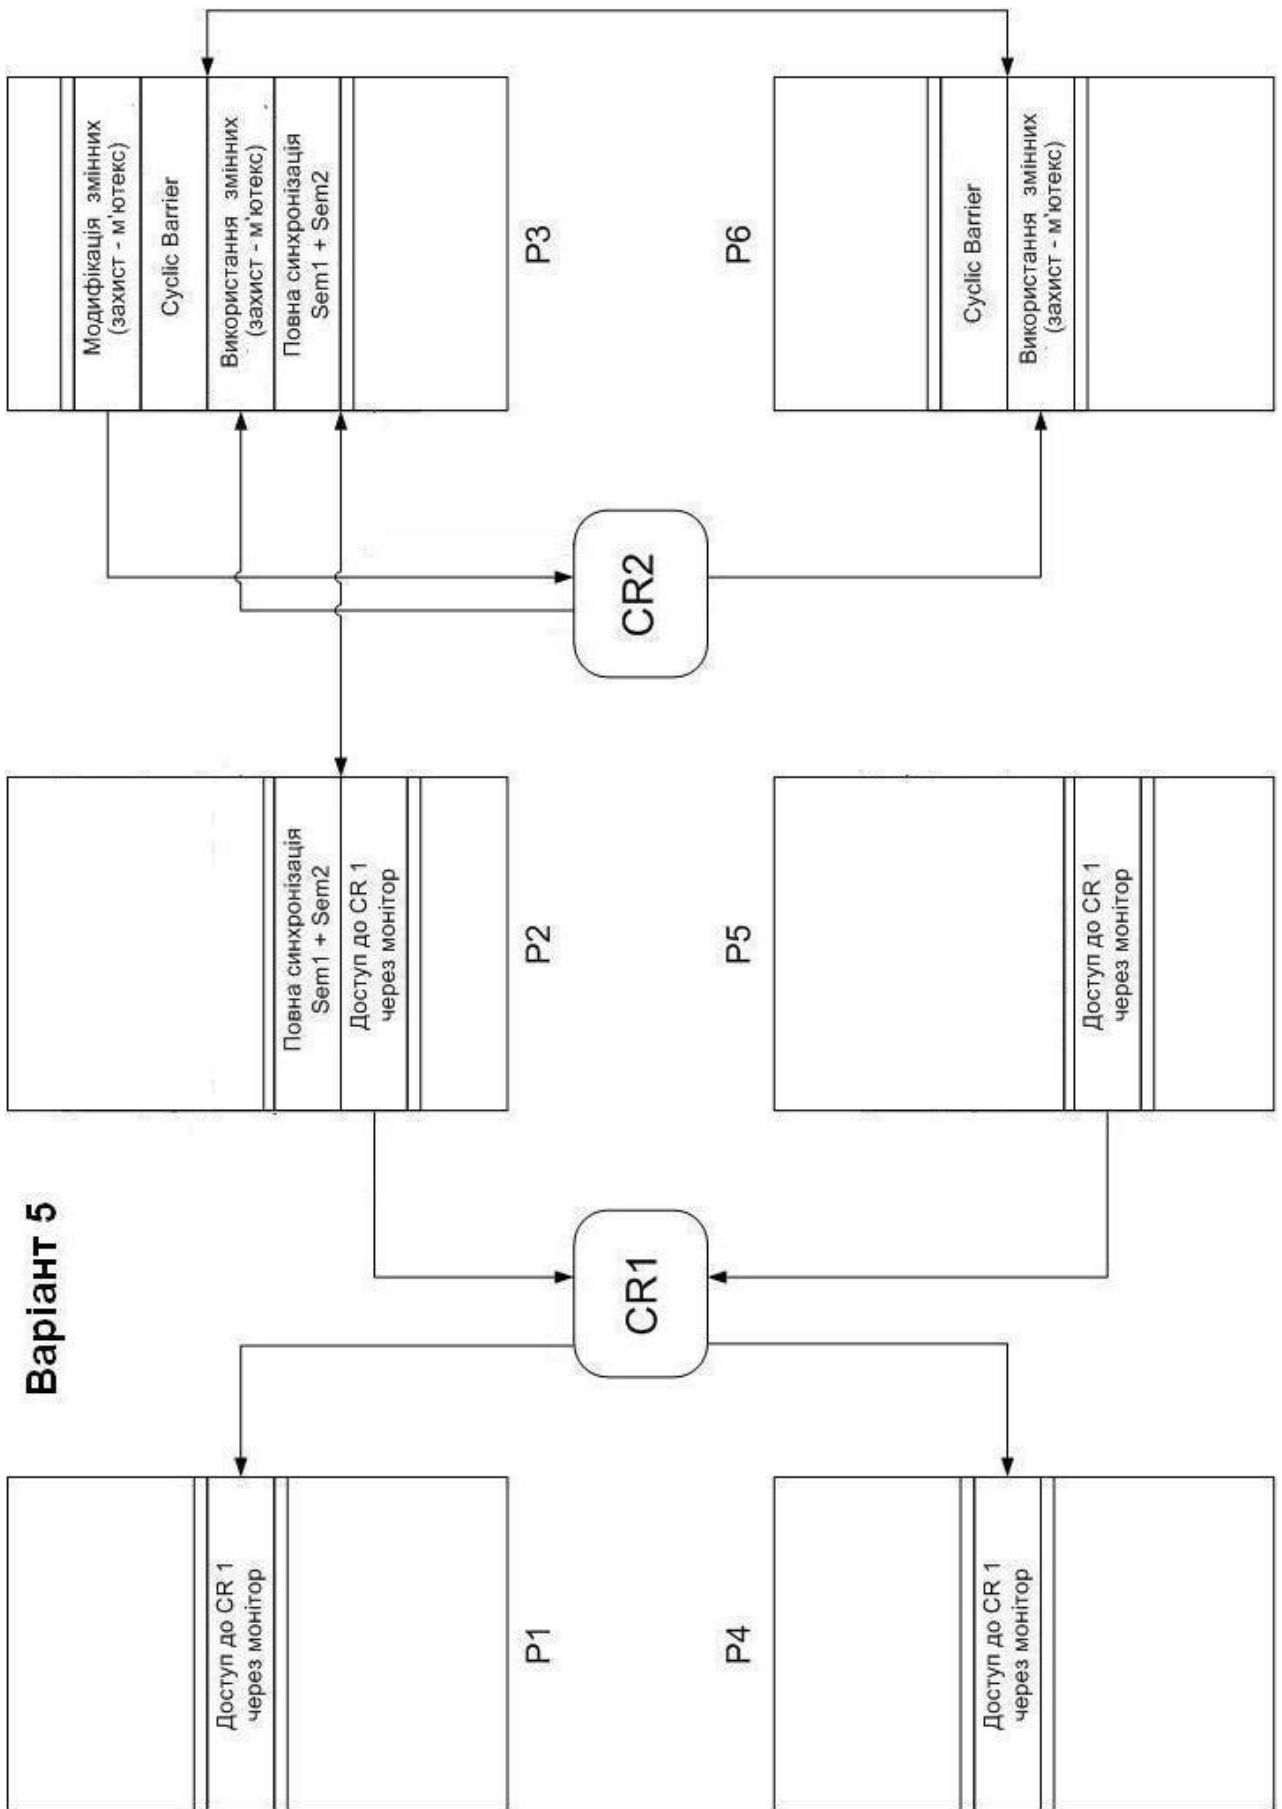 Варіант 5
Доступ до CR 1
через монітор
P1
Повна синхронізація
Sem1 + Sem2
Доступ до CR 1
через монітор
P2
Модифікація змінних
(захист - м'ютекс)
Cyclic Barrier
Використання змінних
(захист - м'ютекс)
Повна синхронізація
Sem1 + Sem2
P3
CR1
CR2
P4
Доступ до CR 1
через монітор
P5
Доступ до CR 1
через монітор
P6
Cyclic Barrier
Використання змінних
(захист - м'ютекс)